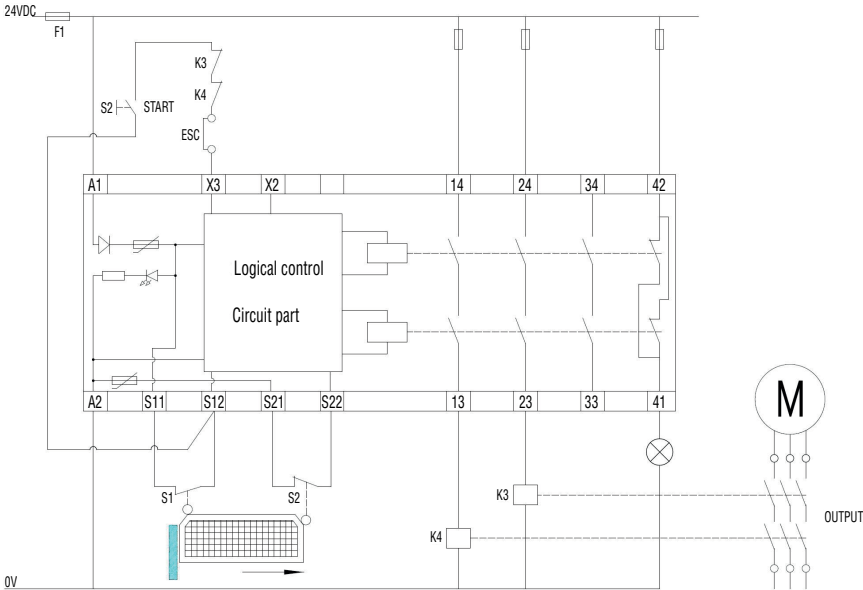 24VDC
F1
K3
K4
S2 START
ESC
A1 X3 X2 14 24 34 42
Logical control
Circuit part
A2 S11 S12 S21 S22 13 23 33 41
M
S1 S2
K3
OUTPUT
K4
0V